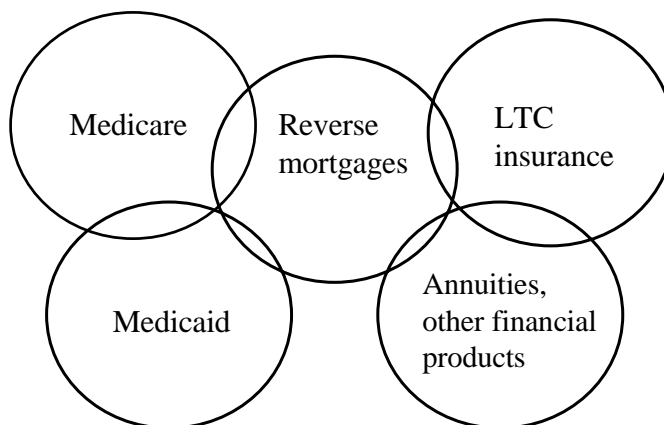 Medicare
Reverse
mortgages
LTC
insurance
Medicaid
Annuities,
other financial
products